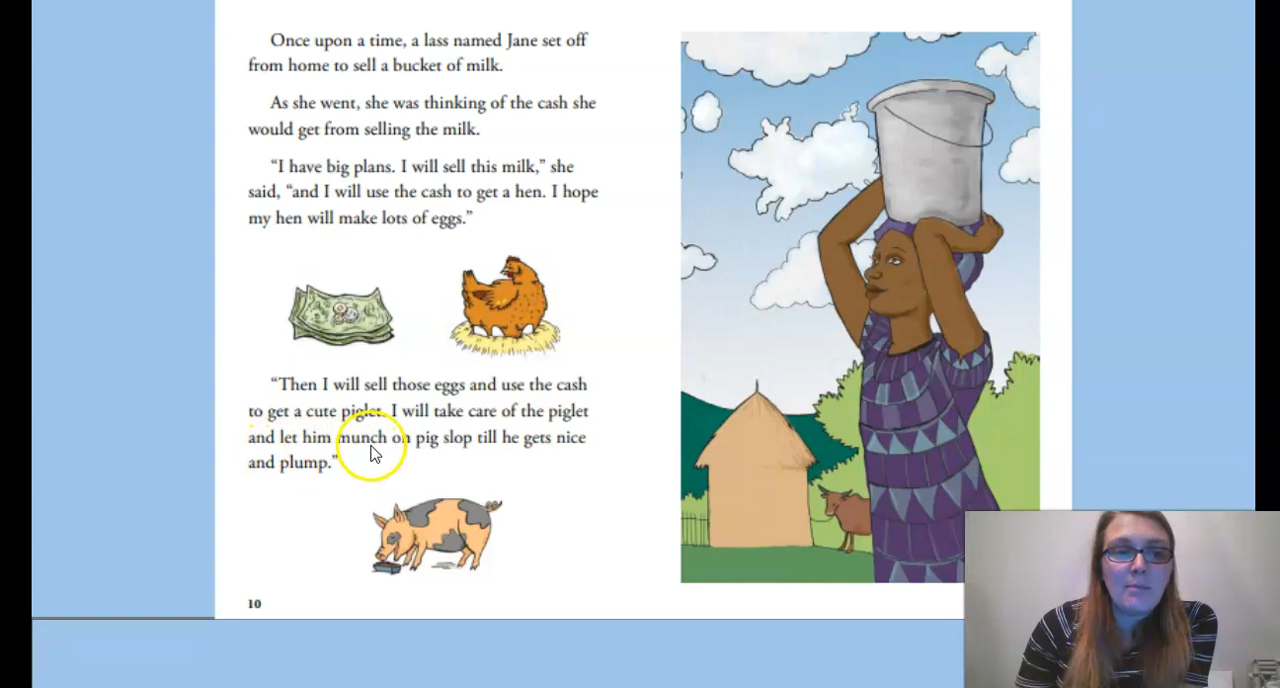 Once upon a time, a lass named Jane set off
from home to sell a bucket of milk.
As she went, she was thinking of the cash she
would get from selling the milk.
“I have big plans. I will sell this milk,” she
said, “and I will use the cash to get a hen. I hope
my hen will make lots of eggs.”
“Then I will sell those eggs and use the cash
to get a cute piglet. I will take care of the piglet
and let him munch on pig slop till he gets nice
and plump.”
10